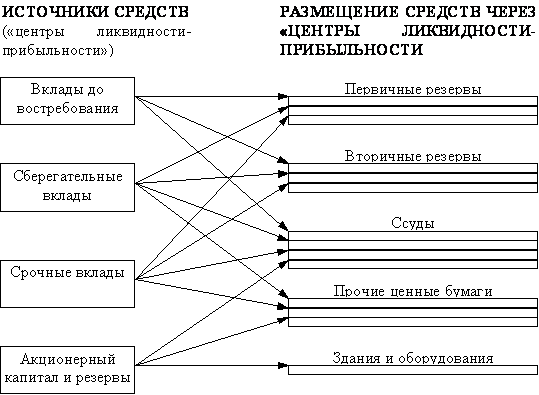 ИСТОЧНИКИ СРЕДСТВ
(«центры ликвидности-
прибыльности»)
РАЗМЕЩЕНИЕ СРЕДСТВ ЧЕРЕЗ
«ЦЕНТРЫ ЛИКВИДНОСТИ-
ПРИБЫЛЬНОСТИ
Вклады до
востребования
Сберегательные
вклады
Срочные вклады
Акционерный
капитал и резервы
Первичные резервы
Вторичные резервы
Ссуды
Прочие ценные бумаги
Здания и оборудования